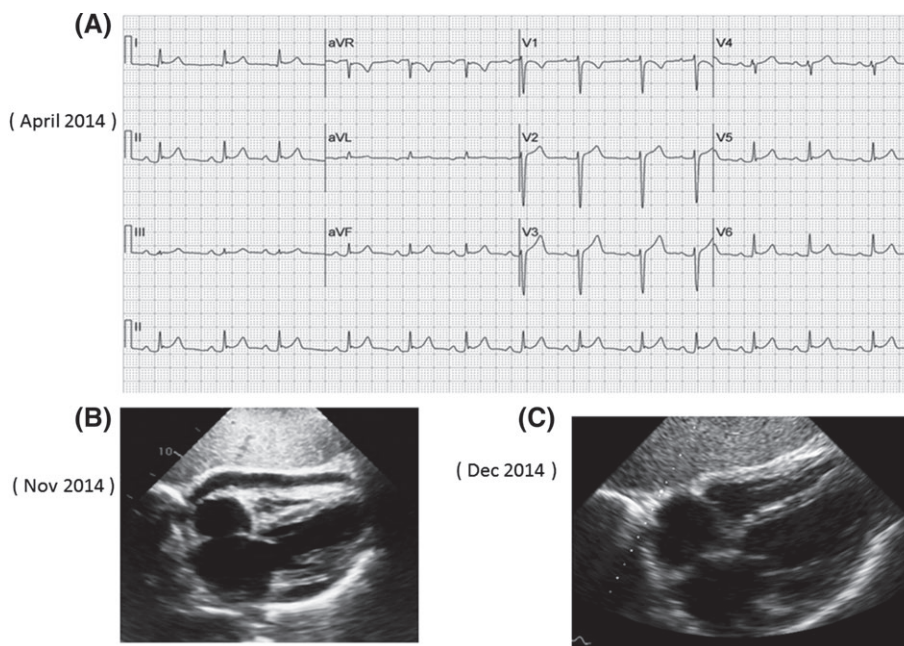 (A)
I aVR V1 V4
( April 2014 )
II aVL V2 V5
III aVF V3 V6
II
(B) (C)
10
( Nov 2014 ) ( Dec 2014 )